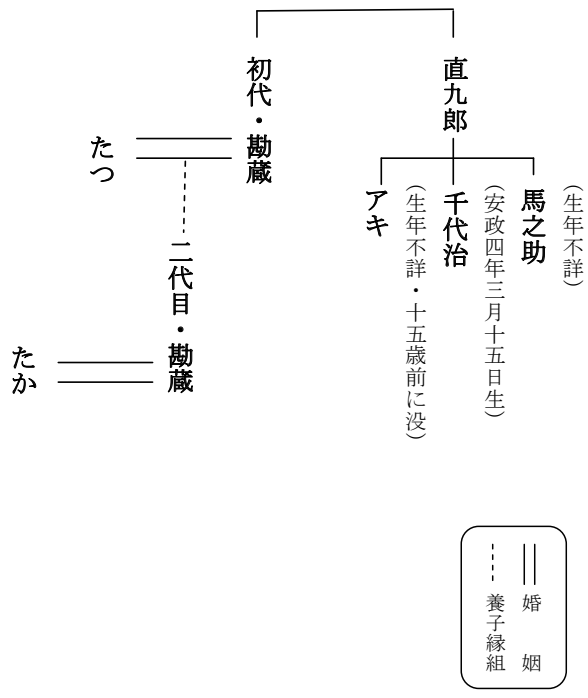 直九郎
(生年不詳)
馬之助
(安政四年三月十五日生)
千代治
(生年不詳・十五歳前に没)
アキ
初代・勘蔵
たつ
二代目・勘蔵
たか
婚　姻
養子縁組